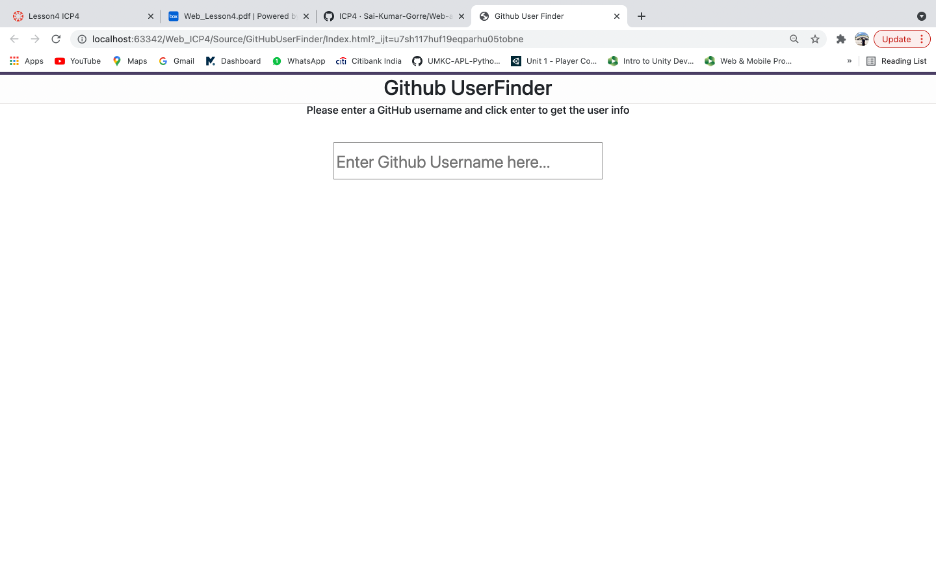 Lesson4 ICP4
Web_Lesson4.pdf | Powered b
ICP4 · Sai-Kumar-Gorre/Web-a
Github User Finder
localhost:63342/Web_ICP4/Source/GitHubUserFinder/Index.html?_ijt=u7sh117huf19eqparhu05tobne
Update
Apps
YouTube
Maps
Gmail
Dashboard
WhatsApp
citi Citibank India
UMKC-APL-Pytho...
Unit 1 - Player Co...
Intro to Unity Dev...
Web & Mobile Pro...
»
Reading List
Github UserFinder
Please enter a GitHub username and click enter to get the user info
Enter Github Username here...